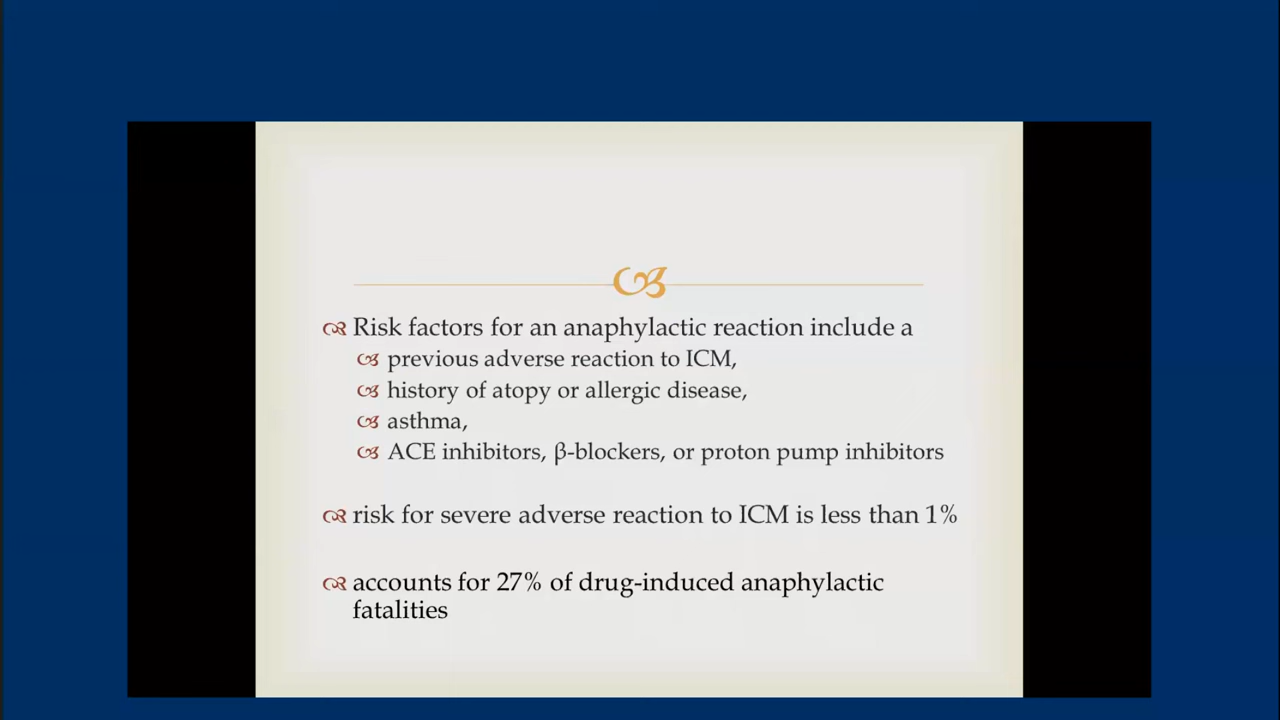 Risk factors for an anaphylactic reaction include a
previous adverse reaction to ICM,
history of atopy or allergic disease,
asthma,
ACE inhibitors, β-blockers, or proton pump inhibitors
risk for severe adverse reaction to ICM is less than 1%
accounts for 27% of drug-induced anaphylactic
fatalities